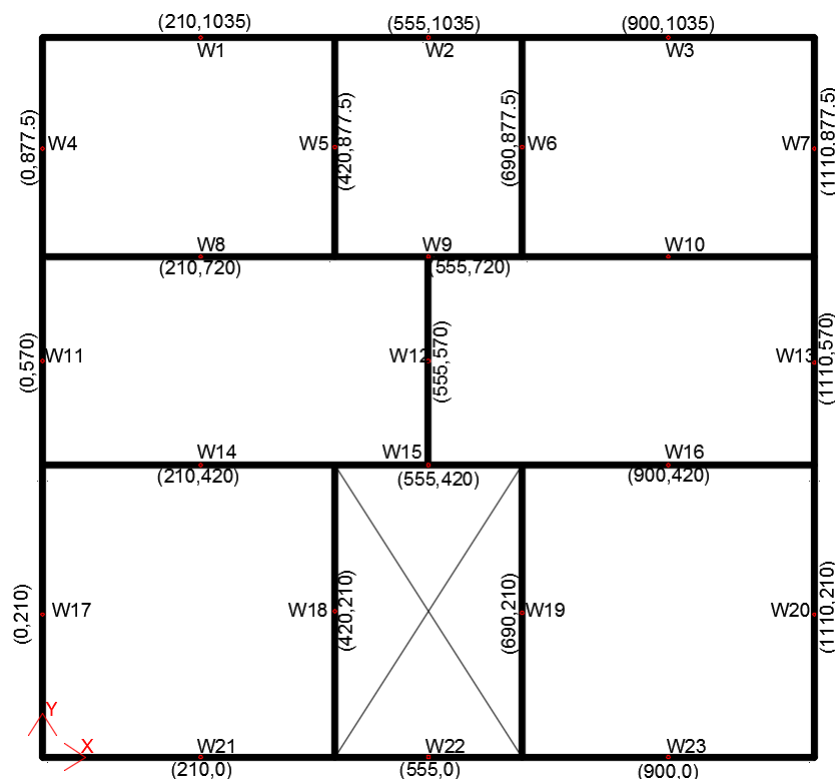 (210,1035) (555,1035) (900,1035)
W1 W2 W3
W4 W5 W6 W7
(0,877.5) (420,877.5) (690,877.5) (1110,877.5)
W8 W9 W10
(210,720) (555,720)
W11 W12 W13
(0,570) (555,570) (1110,570)
W14 W15 W16
(210,420) (555,420) (900,420)
W17 W18 W19 W20
(0,210) (420,210) (690,210) (1110,210)
Y
X
W21 W22 W23
(210,0) (555,0) (900,0)